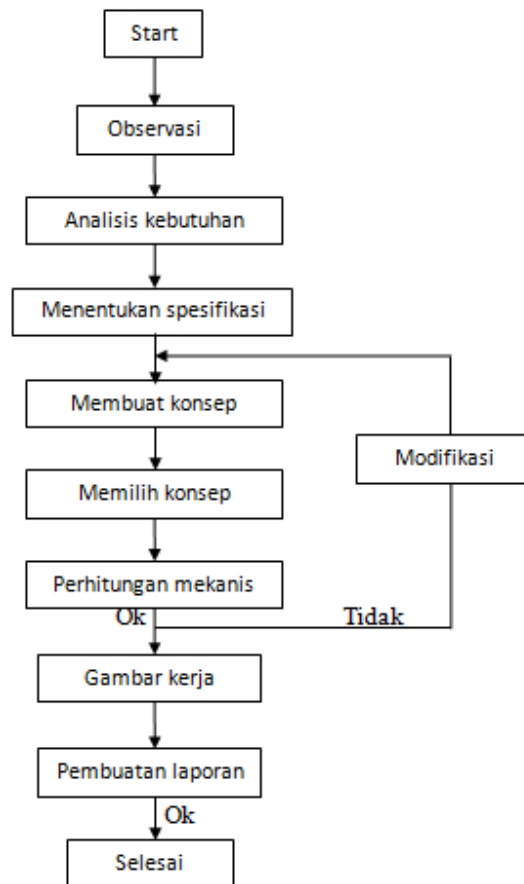 Start
Observasi
Analisis kebutuhan
Menentukan spesifikasi
Membuat konsep
Modifikasi
Memilih konsep
Perhitungan mekanis
Ok
Tidak
Gambar kerja
Pembuatan laporan
Ok
Selesai